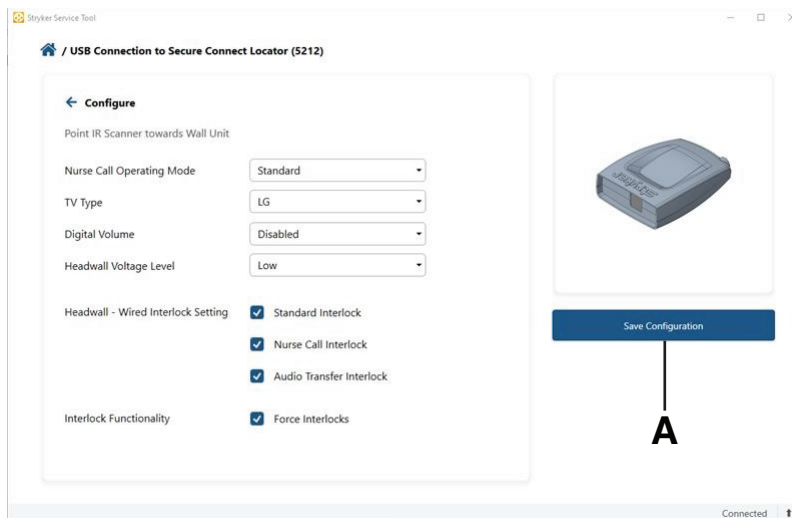 Stryker Service Tool
/ USB Connection to Secure Connect Locator (5212)
Configure
Point IR Scanner towards Wall Unit
Nurse Call Operating Mode Standard
TV Type LG
Digital Volume Disabled
Headwall Voltage Level Low
Headwall - Wired Interlock Setting Standard Interlock
Nurse Call Interlock
Audio Transfer Interlock
Interlock Functionality Force Interlocks
stryker
Save Configuration
A
Connected